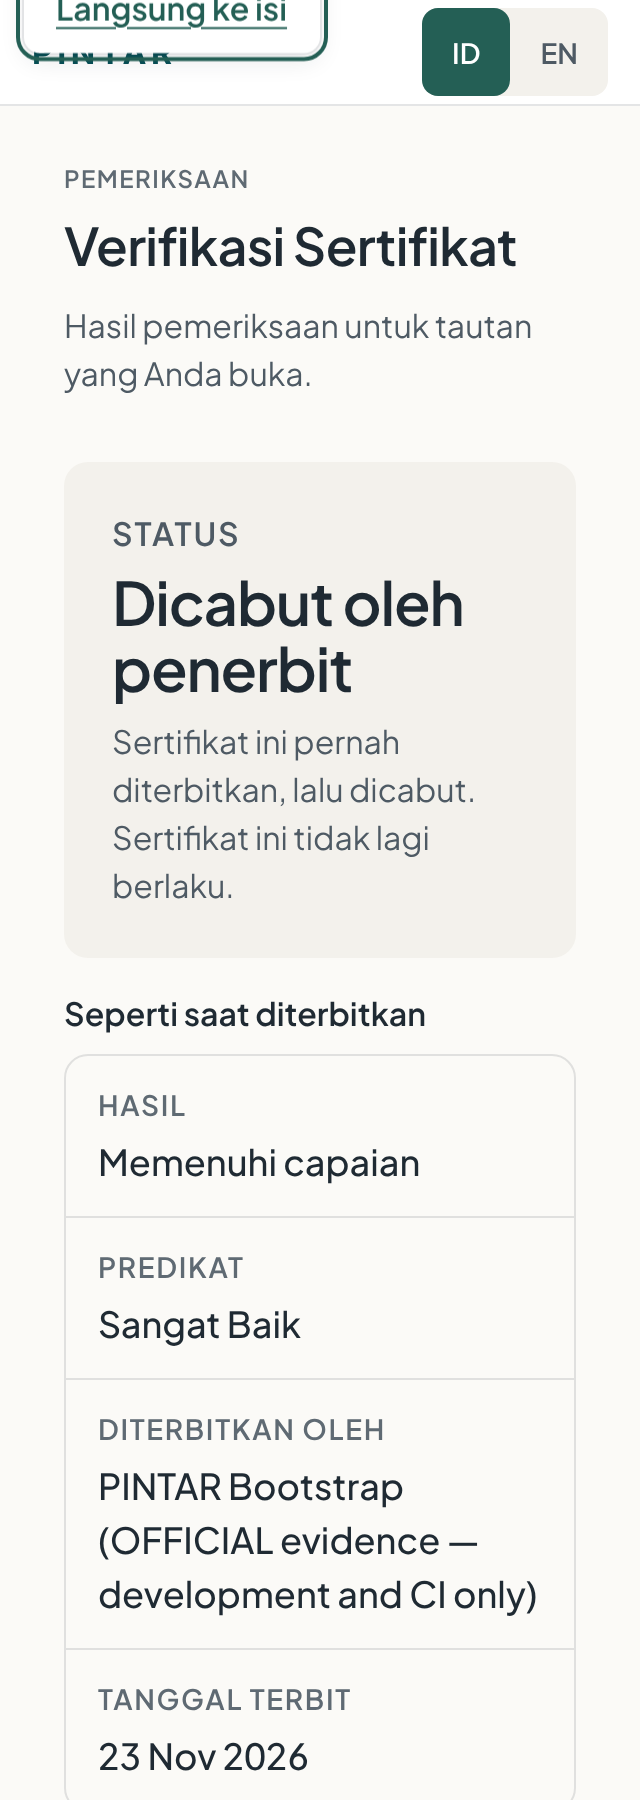 Langsung ke isi
PINTAR
ID
EN
PEMERIKSAAN
Verifikasi Sertifikat
Hasil pemeriksaan untuk tautan
yang Anda buka.
STATUS
Dicabut oleh
penerbit
Sertifikat ini pernah
diterbitkan, lalu dicabut.
Sertifikat ini tidak lagi
berlaku.
Seperti saat diterbitkan
HASIL
Memenuhi capaian
PREDIKAT
Sangat Baik
DITERBITKAN OLEH
PINTAR Bootstrap
(OFFICIAL evidence —
development and CI only)
TANGGAL TERBIT
23 Nov 2026